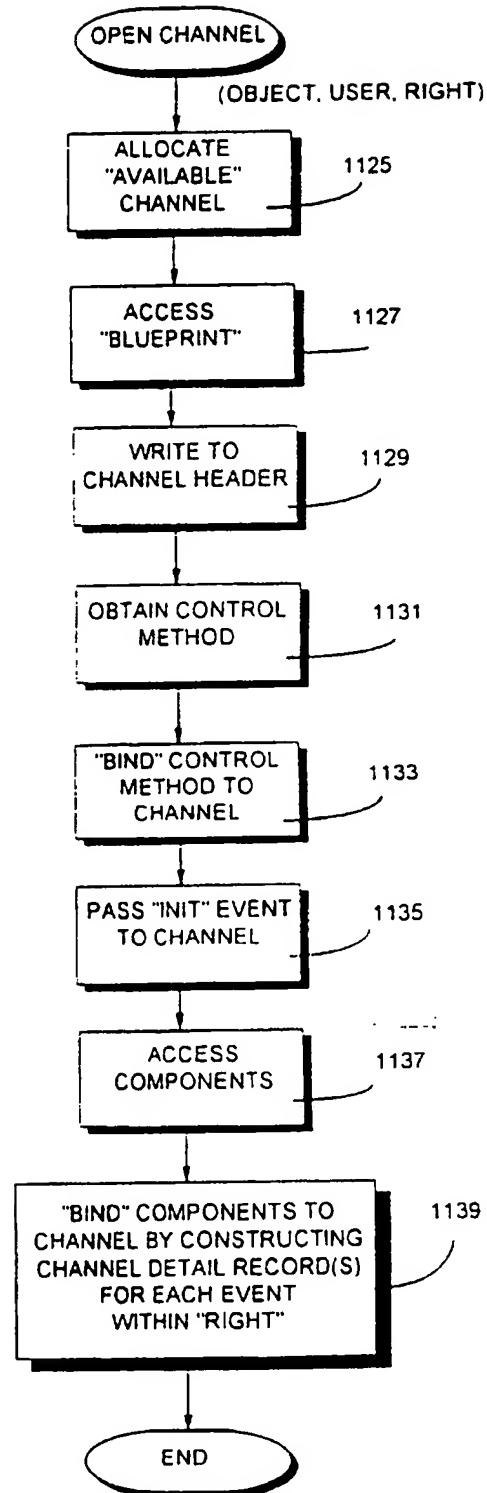 OPEN CHANNEL
(OBJECT, USER, RIGHT)
ALLOCATE
"AVAILABLE"
CHANNEL
1125
ACCESS
"BLUEPRINT"
1127
WRITE TO
CHANNEL HEADER
1129
OBTAIN CONTROL
METHOD
1131
"BIND" CONTROL
METHOD TO
CHANNEL
1133
PASS "INIT" EVENT
TO CHANNEL
1135
ACCESS
COMPONENTS
1137
"BIND" COMPONENTS TO
CHANNEL BY CONSTRUCTING
CHANNEL DETAIL RECORD(S)
FOR EACH EVENT
WITHIN "RIGHT"
1139
END